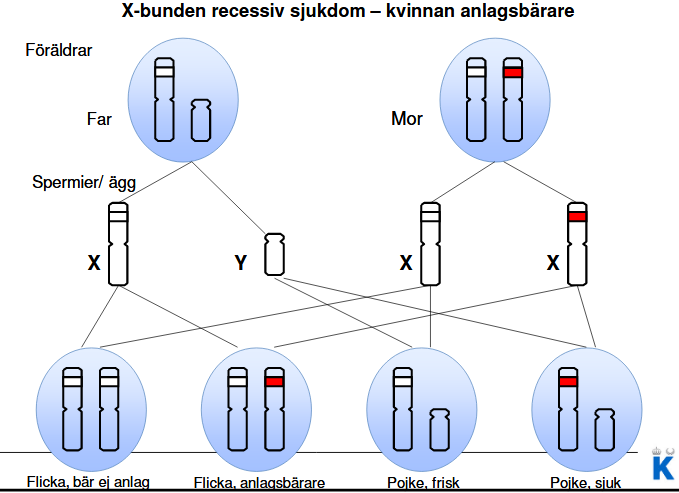 X-bunden recessiv sjukdom – kvinnan anlagsbärare
Föräldrar
Far
Mor
Spermier/ ägg
X
Y
X
X
Flicka, bär ej anlag
Flicka, anlagsbärare
Pojke, frisk
Pojke, sjuk
K